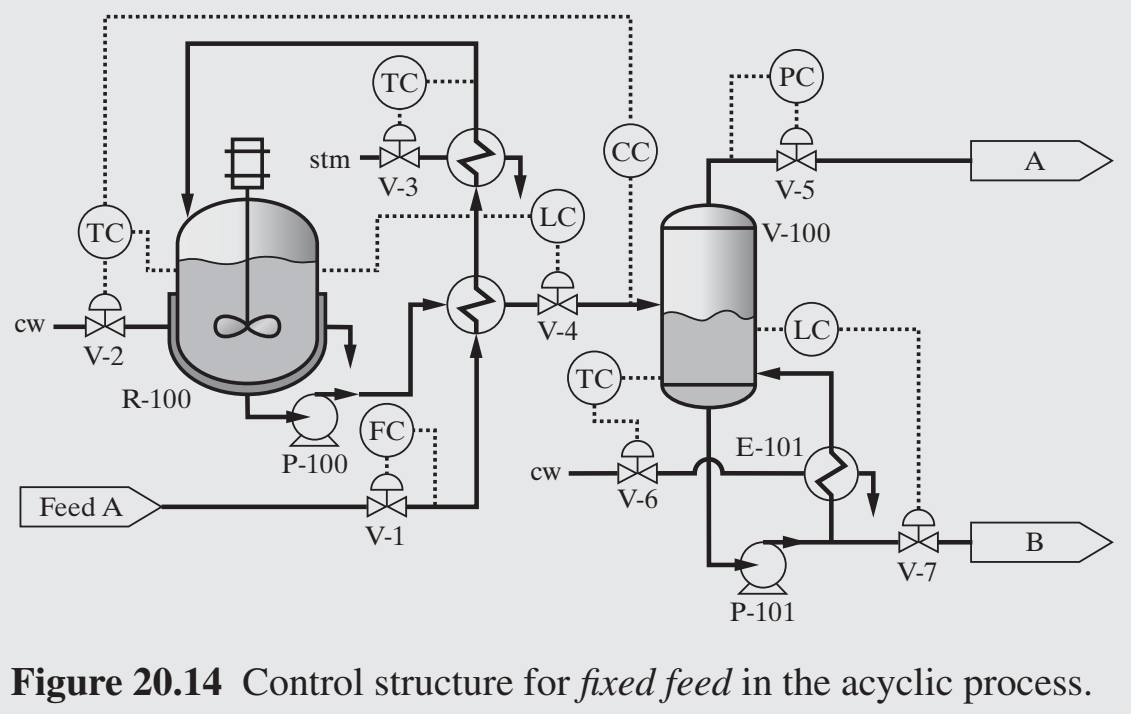 TC
PC
stm
CC
A
V-3
V-5
TC
LC
V-100
cw
V-4
LC
V-2
TC
R-100
FC
E-101
P-100
cw
V-6
Feed A
V-1
B
V-7
P-101
Figure 20.14 Control structure for fixed feed in the acyclic process.